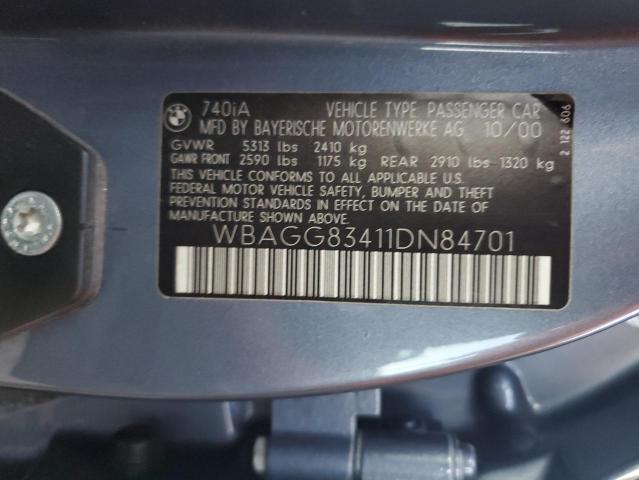 BMW 740iA VEHICLE TYPE PASSENGER CAR
MFD BY BAYERISCHE MOTORENWERKE AG 10/00
GVWR 5313 lbs 2410 kg
GAWR FRONT 2590 lbs 1175 kg REAR 2910 lbs 1320 kg
THIS VEHICLE CONFORMS TO ALL APPLICABLE U.S.
FEDERAL MOTOR VEHICLE SAFETY, BUMPER AND THEFT
PREVENTION STANDARDS IN EFFECT ON THE DATE OF
MANUFACTURE SHOWN ABOVE.
WBAGG83411DN84701
2 122 606